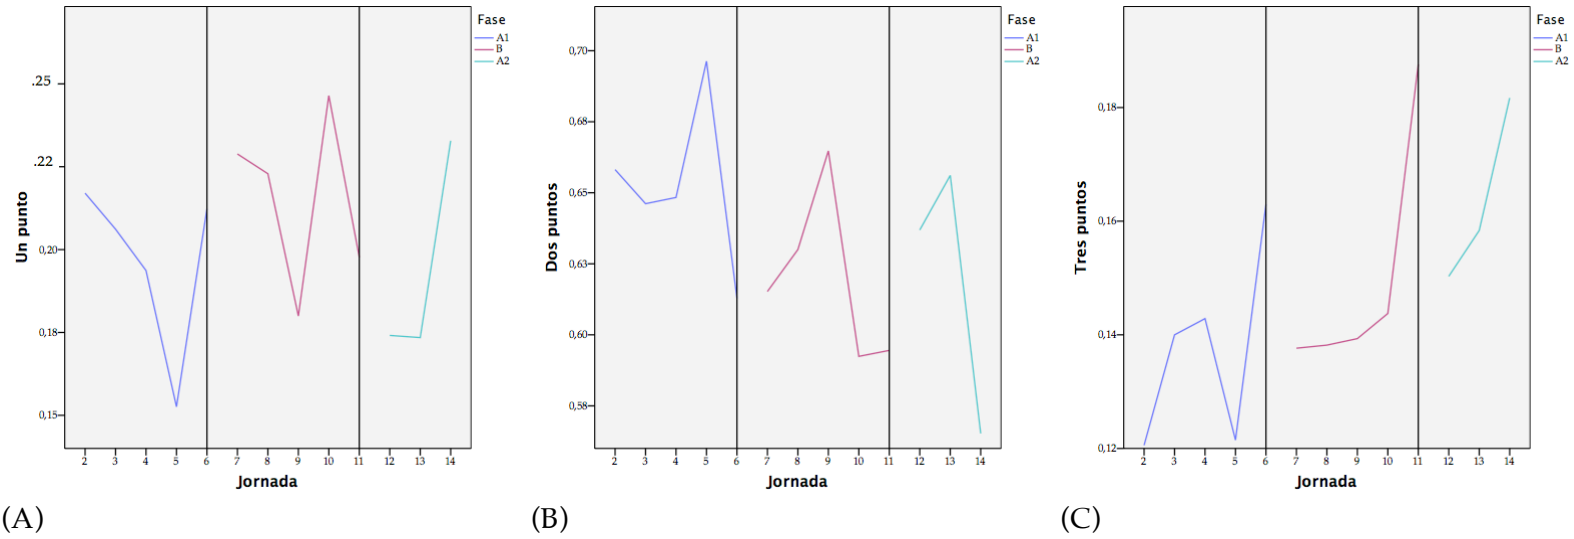 Fase
A1
B
A2
.25
.22
0,20
0,18
0,15
Un punto
2 3 4 5 6 7 8 9 10 11 12 13 14
Jornada
(A)
Fase
A1
B
A2
0,70
0,68
0,65
0,63
0,60
0,58
Dos puntos
2 3 4 5 6 7 8 9 10 11 12 13 14
Jornada
(B)
Fase
A1
B
A2
0,18
0,16
0,14
0,12
Tres puntos
2 3 4 5 6 7 8 9 10 11 12 13 14
Jornada
(C)